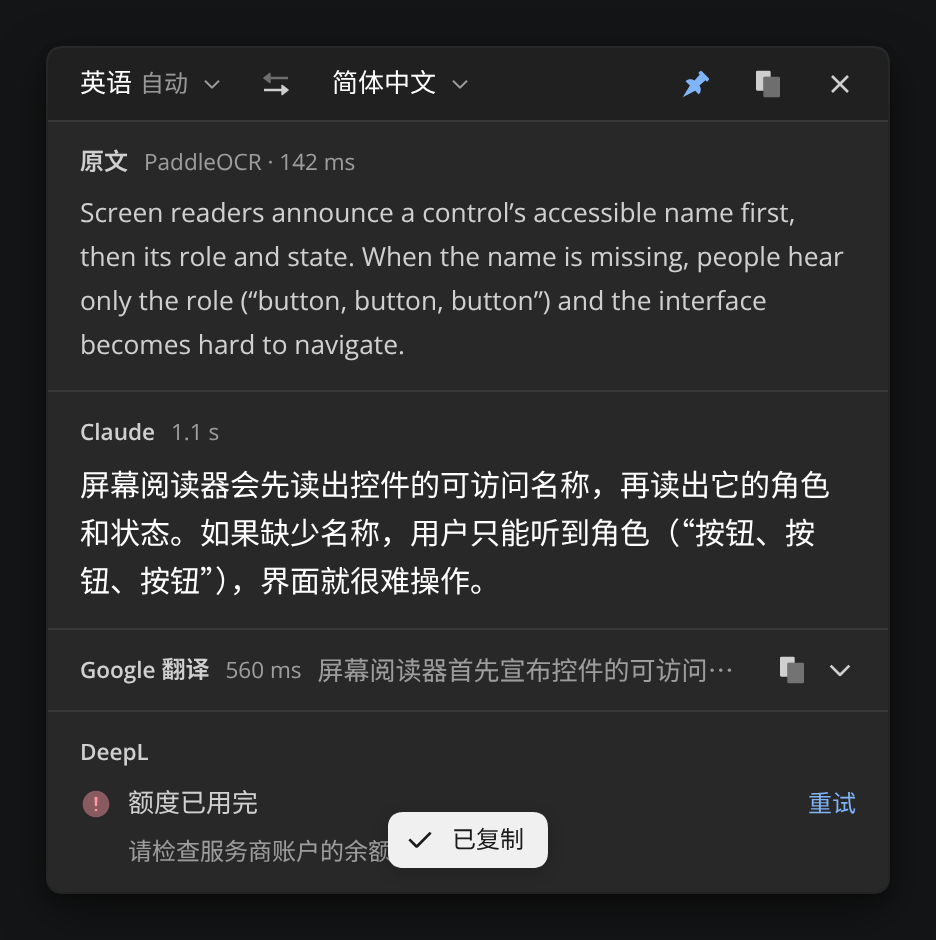 英语 自动 简体中文
原文 PaddleOCR · 142 ms
Screen readers announce a control’s accessible name first,
then its role and state. When the name is missing, people hear
only the role (“button, button, button”) and the interface
becomes hard to navigate.
Claude 1.1 s
屏幕阅读器会先读出控件的可访问名称，再读出它的角色
和状态。如果缺少名称，用户只能听到角色（“按钮、按
钮、按钮”），界面就很难操作。
Google 翻译 560 ms 屏幕阅读器首先宣布控件的可访问…
DeepL
额度已用完 重试
请检查服务商账户的余额
已复制